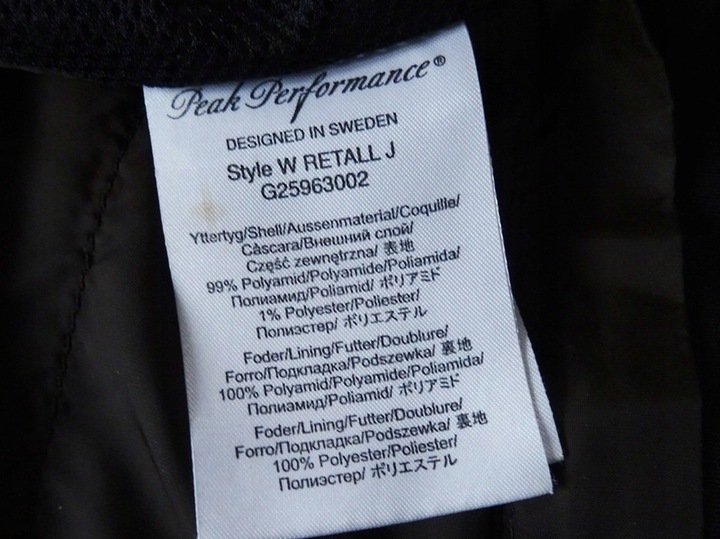 Peak Performance®
DESIGNED IN SWEDEN
Style W RETALL J
G25963002
Yttertyg/Shell/Aussenmaterial/Coquille/
Càscara/Внешний слой/
Część zewnętrzna/ 表地
99% Polyamid/Polyamide/Poliamida/
Полиамид/Poliamid/ ポリアミド
1% Polyester/Poliester/
Полиэстер/ ポリエステル
Foder/Lining/Futter/Doublure/
Forro/Подкладка/Podszewka/ 裏地
100% Polyamid/Polyamide/Poliamida/
Полиамид/Poliamid/ ポリアミド
Foder/Lining/Futter/Doublure/
Forro/Подкладка/Podszewka/ 裏地
100% Polyester/Poliester/
Полиэстер/ ポリエステル